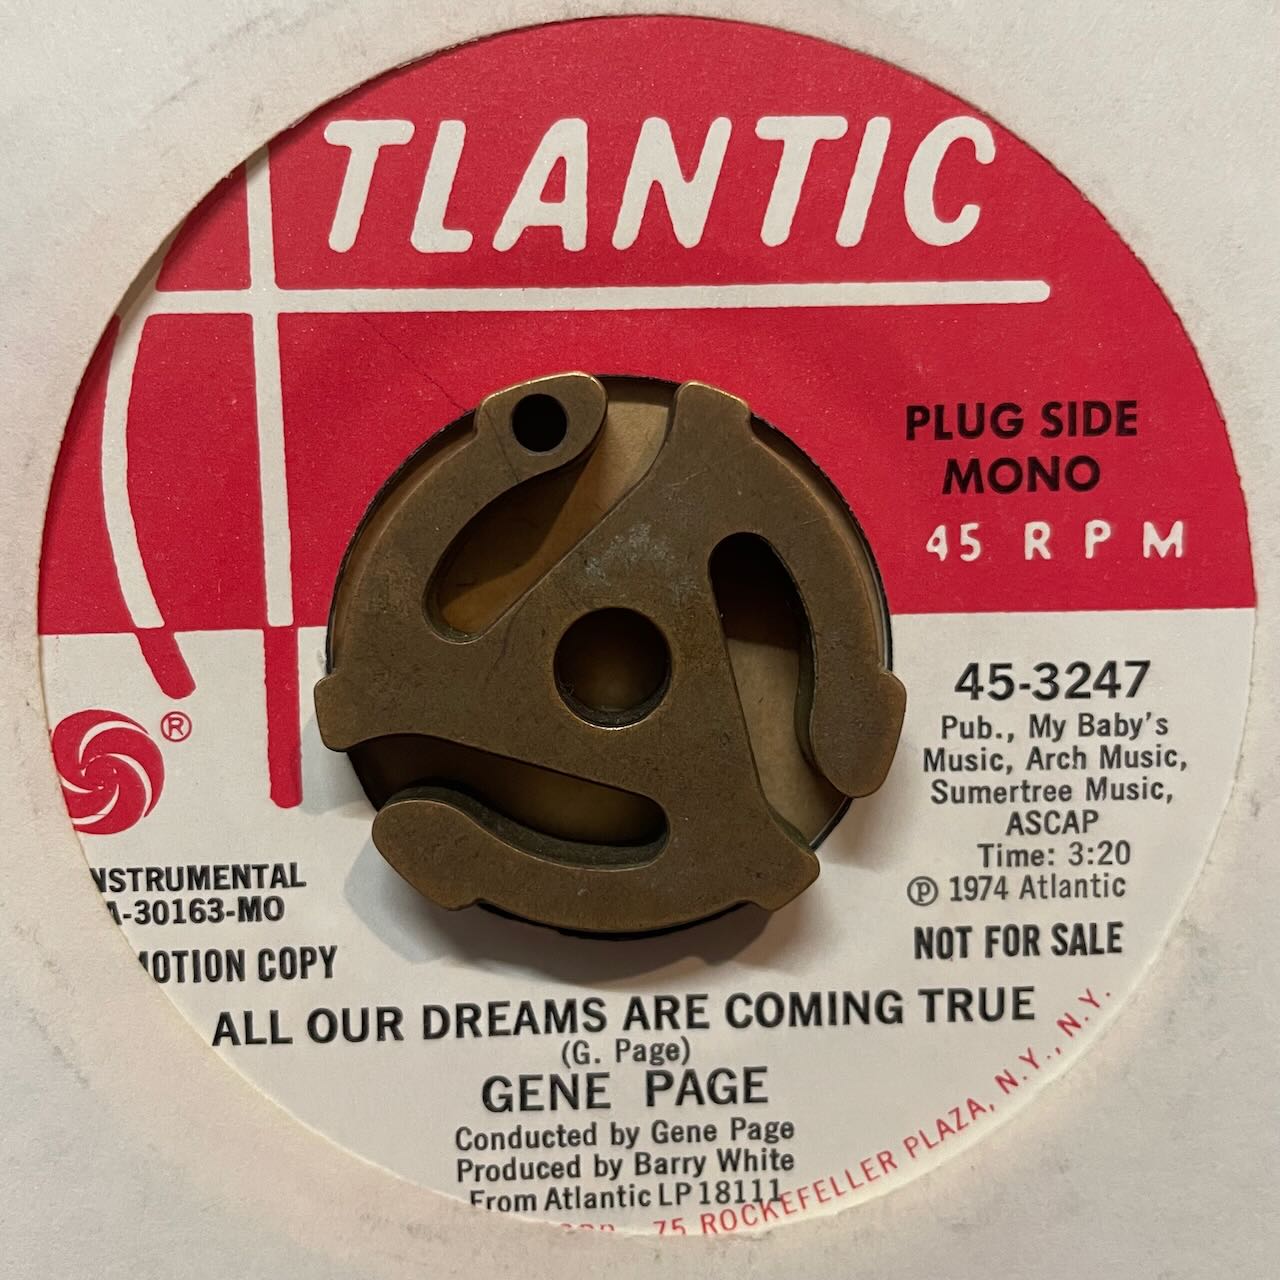 TLANTIC
PLUG SIDE
MONO
45 RPM
45-3247
Pub., My Baby's
Music, Arch Music,
Sumertree Music,
ASCAP
Time: 3:20
℗ 1974 Atlantic
NOT FOR SALE
®
NSTRUMENTAL
A-30163-MO
MOTION COPY
ALL OUR DREAMS ARE COMING TRUE
(G. Page)
GENE PAGE
Conducted by Gene Page
Produced by Barry White
From Atlantic LP 18111
75 ROCKEFELLER PLAZA, N.Y., N.Y.